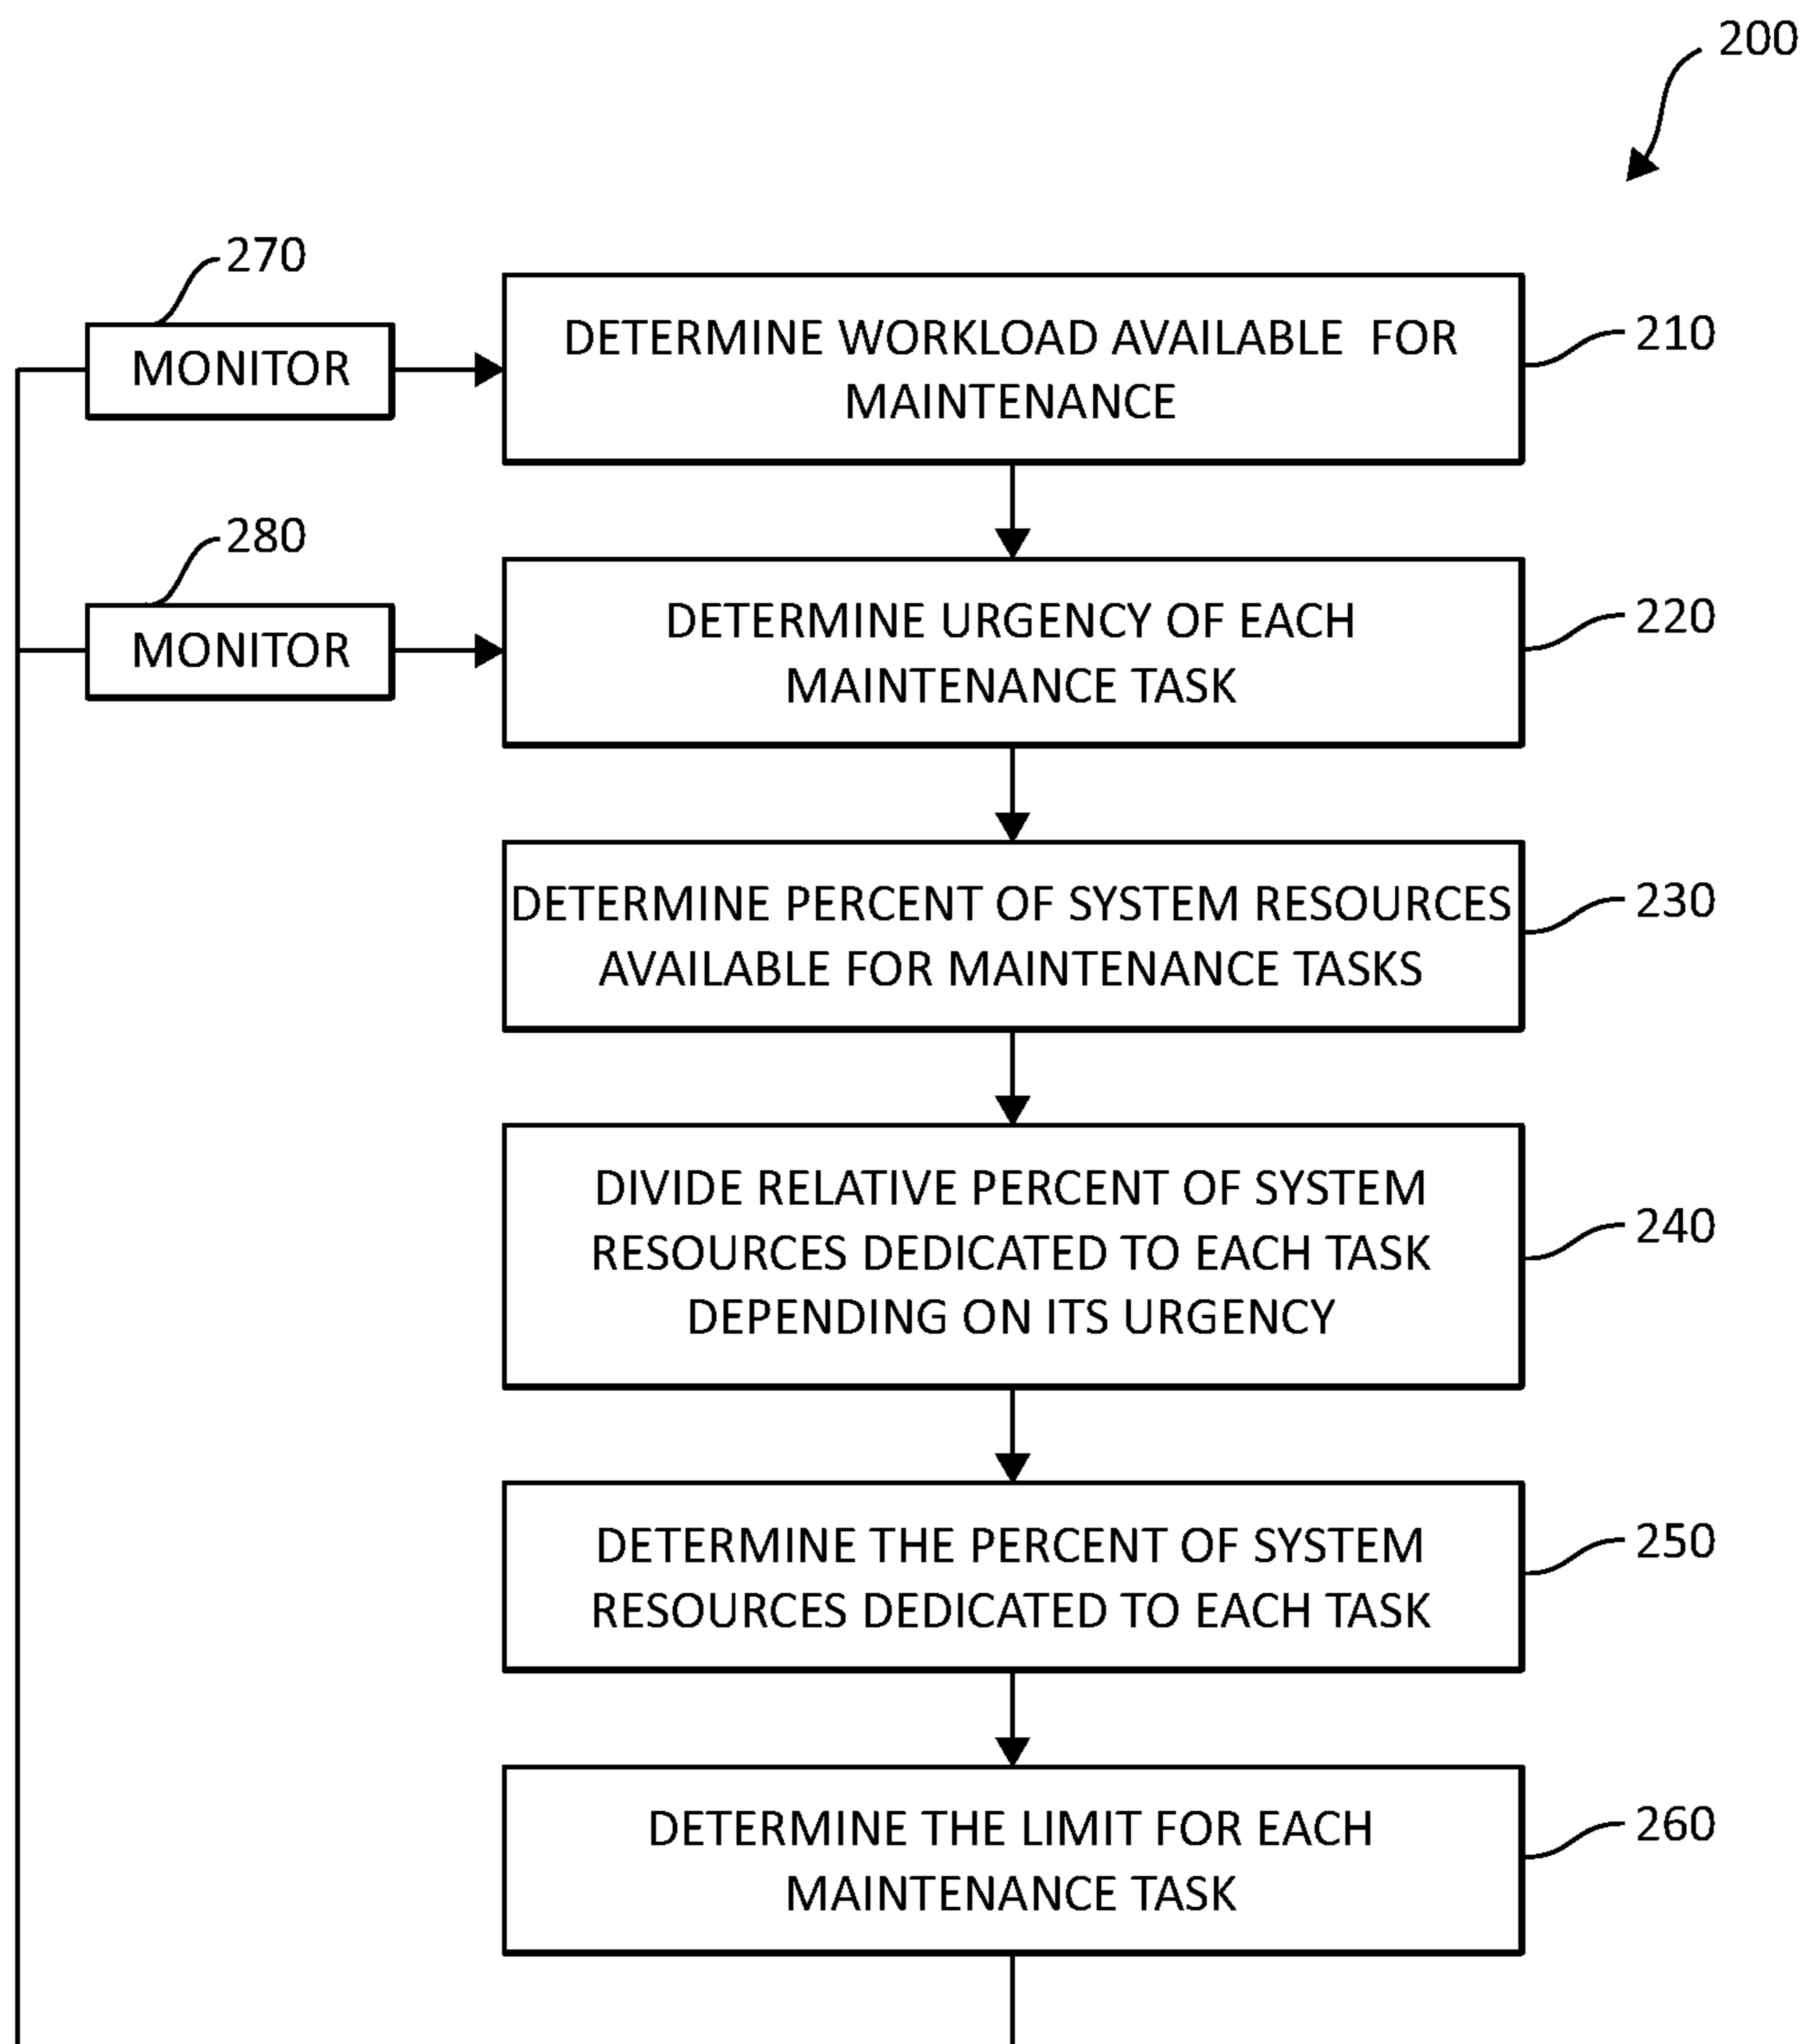 200
270
MONITOR
DETERMINE WORKLOAD AVAILABLE FOR
MAINTENANCE
210
280
MONITOR
DETERMINE URGENCY OF EACH
MAINTENANCE TASK
220
DETERMINE PERCENT OF SYSTEM RESOURCES
AVAILABLE FOR MAINTENANCE TASKS
230
DIVIDE RELATIVE PERCENT OF SYSTEM
RESOURCES DEDICATED TO EACH TASK
DEPENDING ON ITS URGENCY
240
DETERMINE THE PERCENT OF SYSTEM
RESOURCES DEDICATED TO EACH TASK
250
DETERMINE THE LIMIT FOR EACH
MAINTENANCE TASK
260